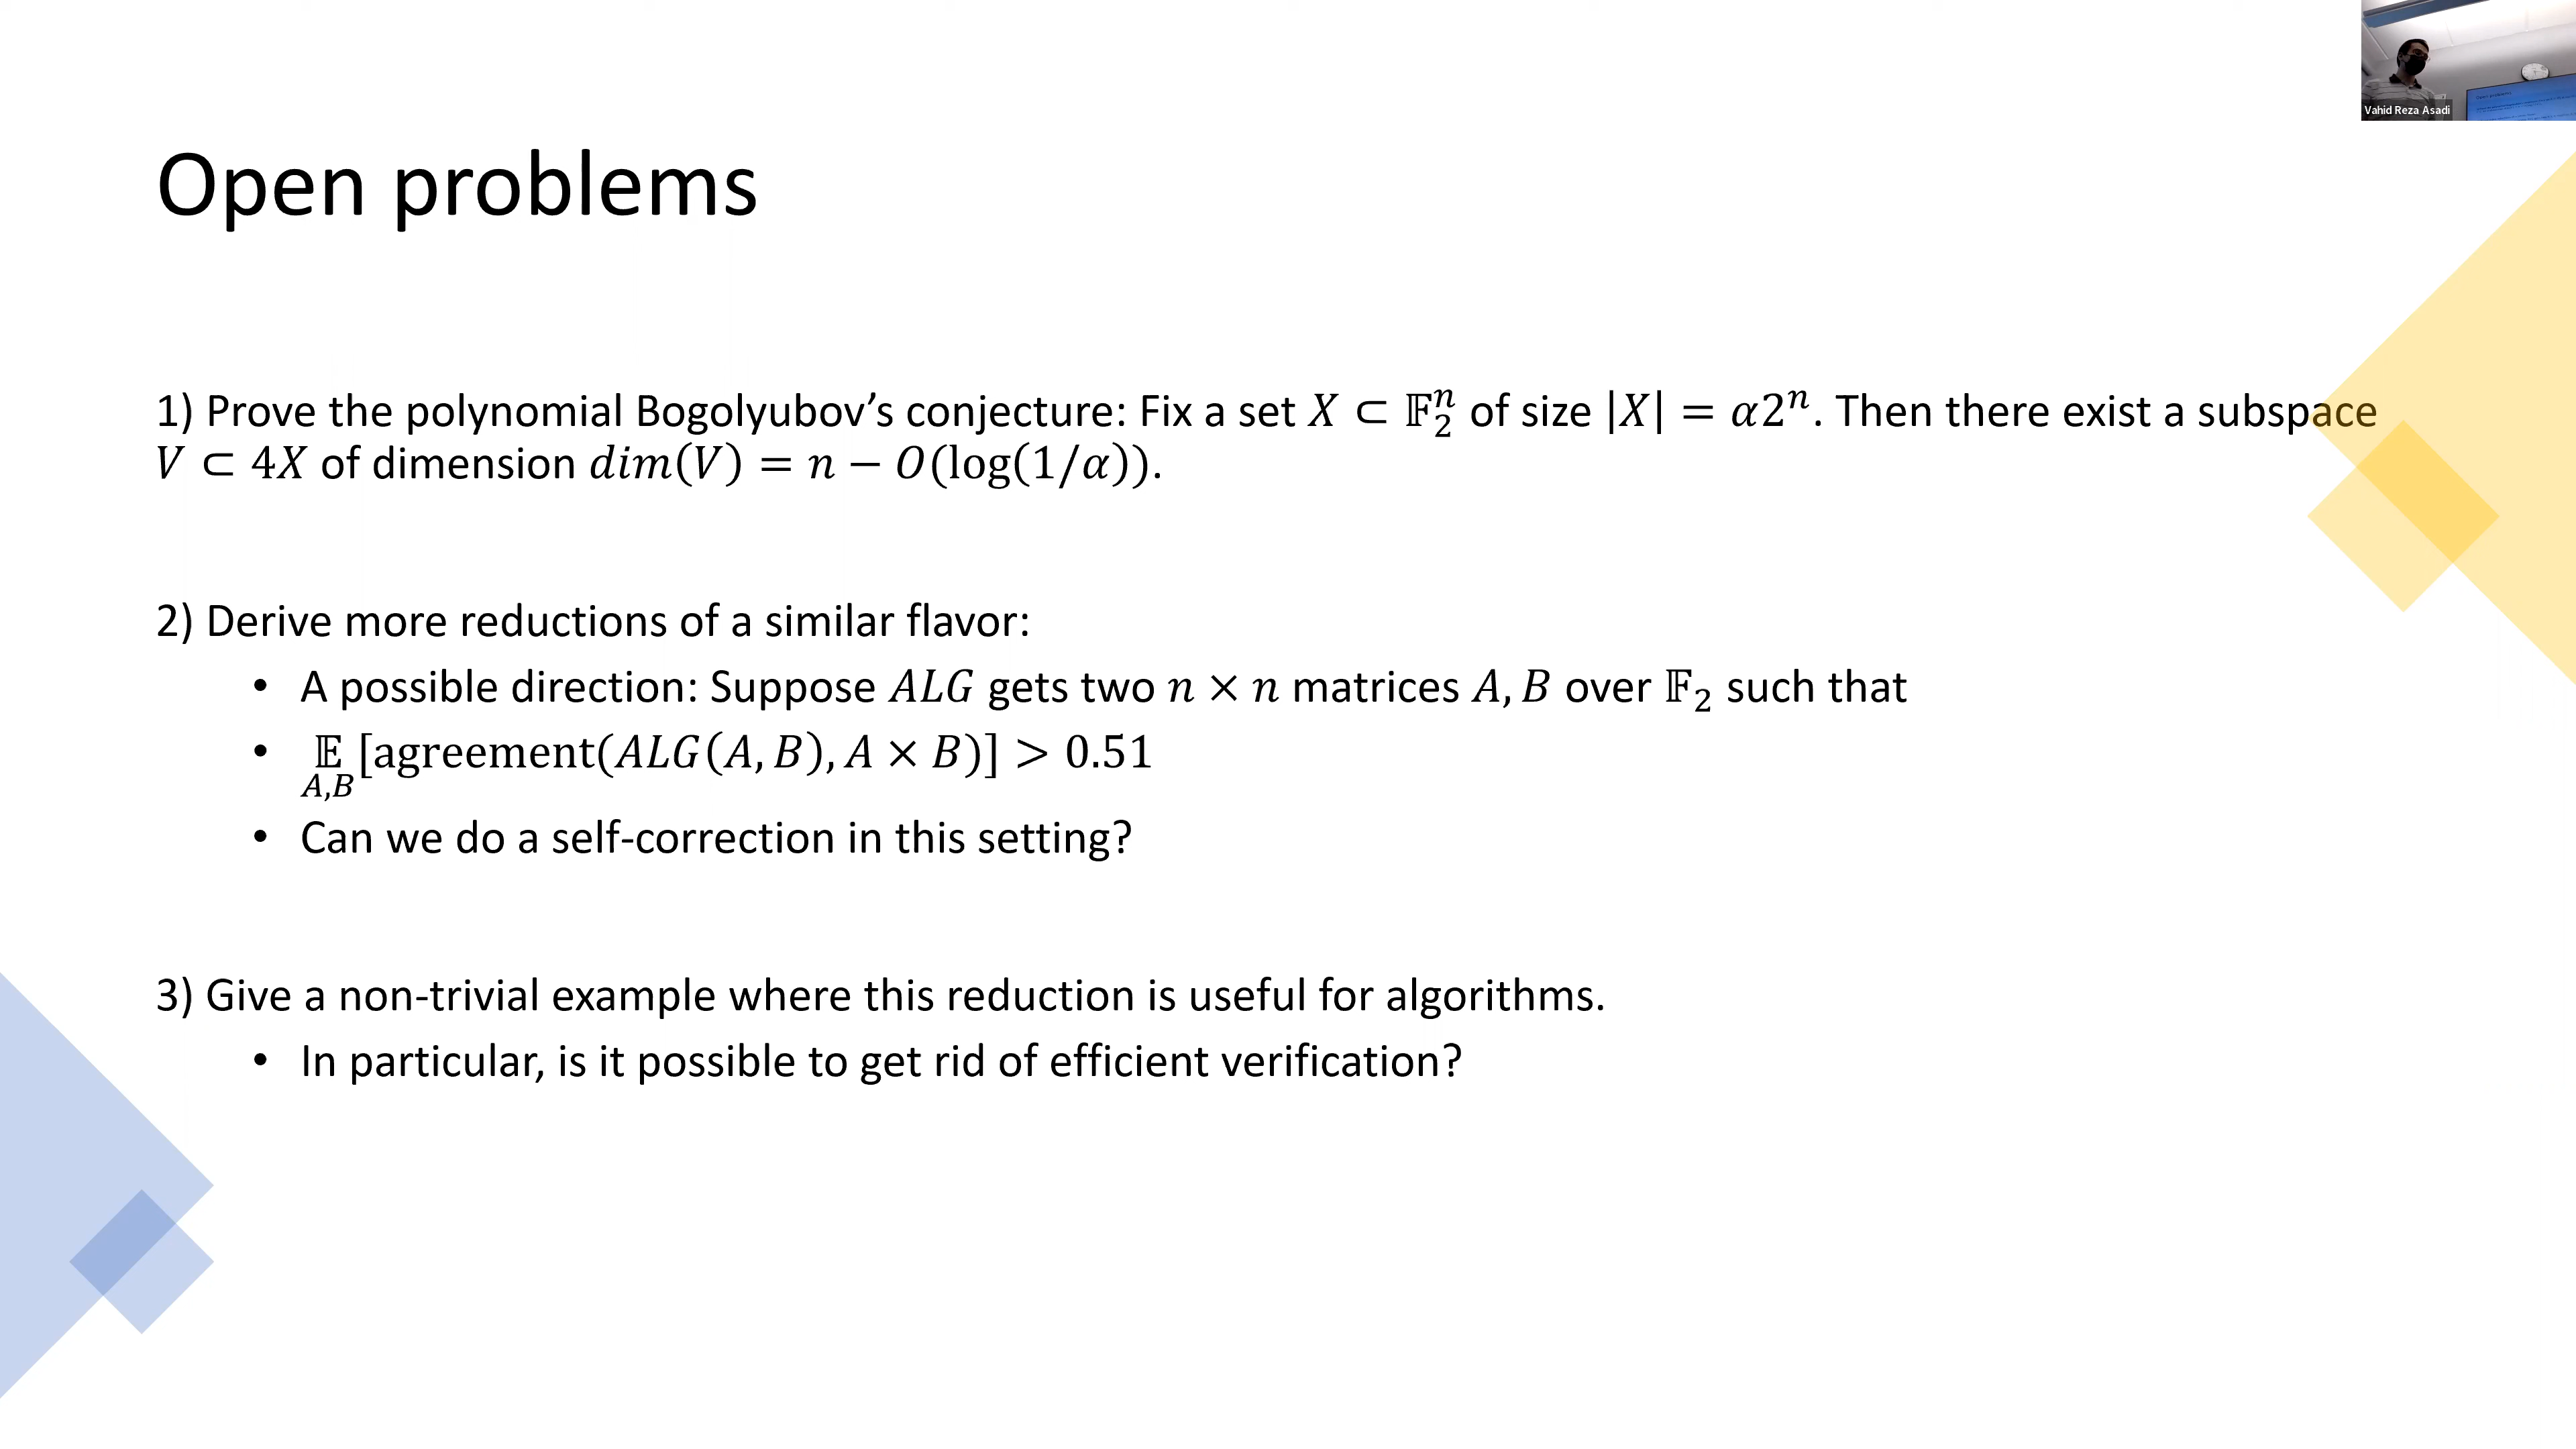 Vahid Reza Asadi
Open problems
1) Prove the polynomial Bogolyubov’s conjecture: Fix a set 𝑋 ⊂ 𝔽₂ⁿ of size |𝑋| = 𝛼2ⁿ. Then there exist a subspace
𝑉 ⊂ 4𝑋 of dimension 𝑑𝑖𝑚(𝑉) = 𝑛 − 𝑂(log(1/𝛼)).
2) Derive more reductions of a similar flavor:
• A possible direction: Suppose 𝐴𝐿𝐺 gets two 𝑛 × 𝑛 matrices 𝐴, 𝐵 over 𝔽₂ such that
• 𝔼_{𝐴,𝐵}[agreement(𝐴𝐿𝐺(𝐴, 𝐵), 𝐴 × 𝐵)] > 0.51
• Can we do a self-correction in this setting?
3) Give a non-trivial example where this reduction is useful for algorithms.
• In particular, is it possible to get rid of efficient verification?